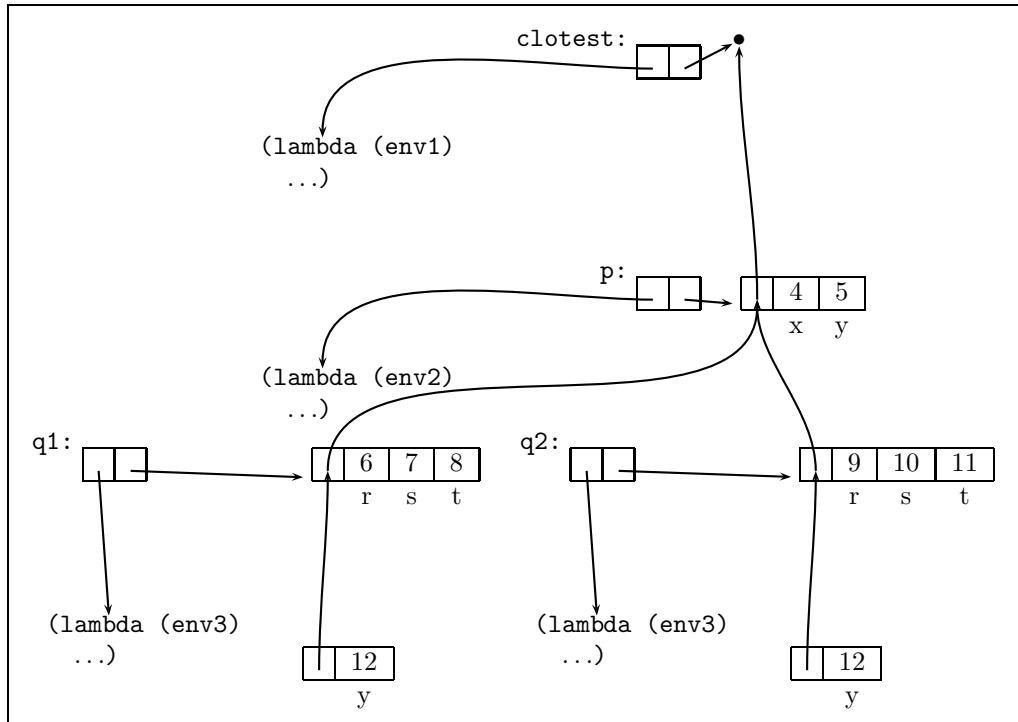 clotest:
(lambda (env1)
...)
p:
4 5
x y
(lambda (env2)
...)
q1: q2:
6 7 8 9 10 11
r s t r s t
(lambda (env3) (lambda (env3)
...) ...)
12 12
y y